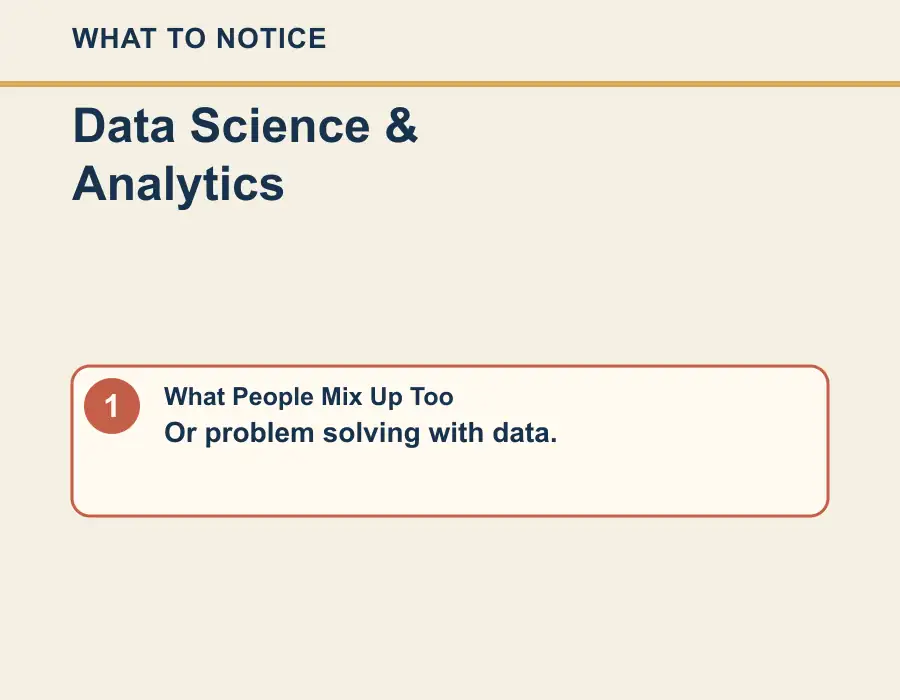 WHAT TO NOTICE
Data Science &
Analytics
1
What People Mix Up Too
Or problem solving with data.